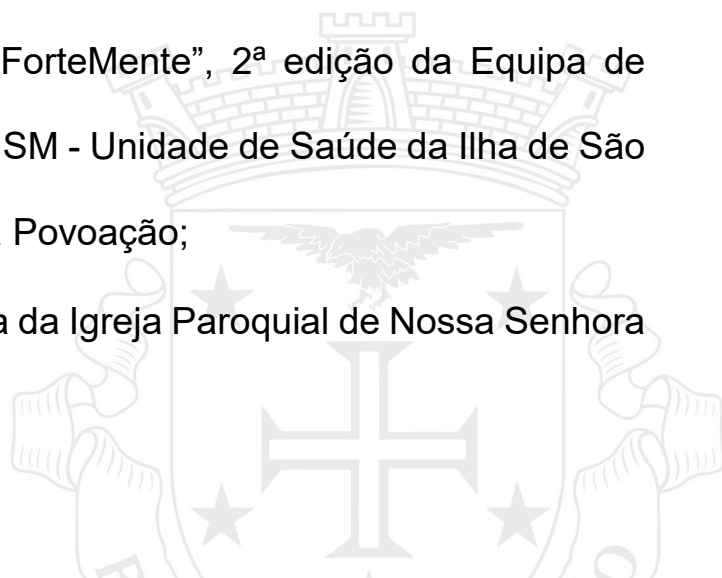 ForteMente”, 2ª edição da Equipa de
SM - Unidade de Saúde da Ilha de São
Povoação;
da Igreja Paroquial de Nossa Senhora